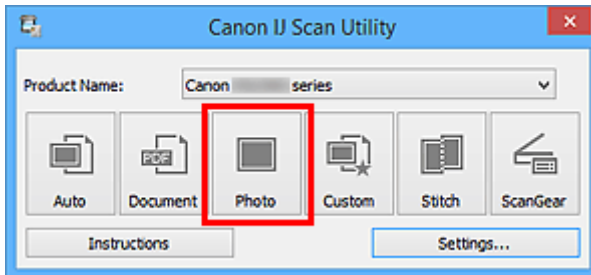 Canon IJ Scan Utility
Product Name: Canon series
PDF
Auto Document Photo Custom Stitch ScanGear
Instructions Settings...